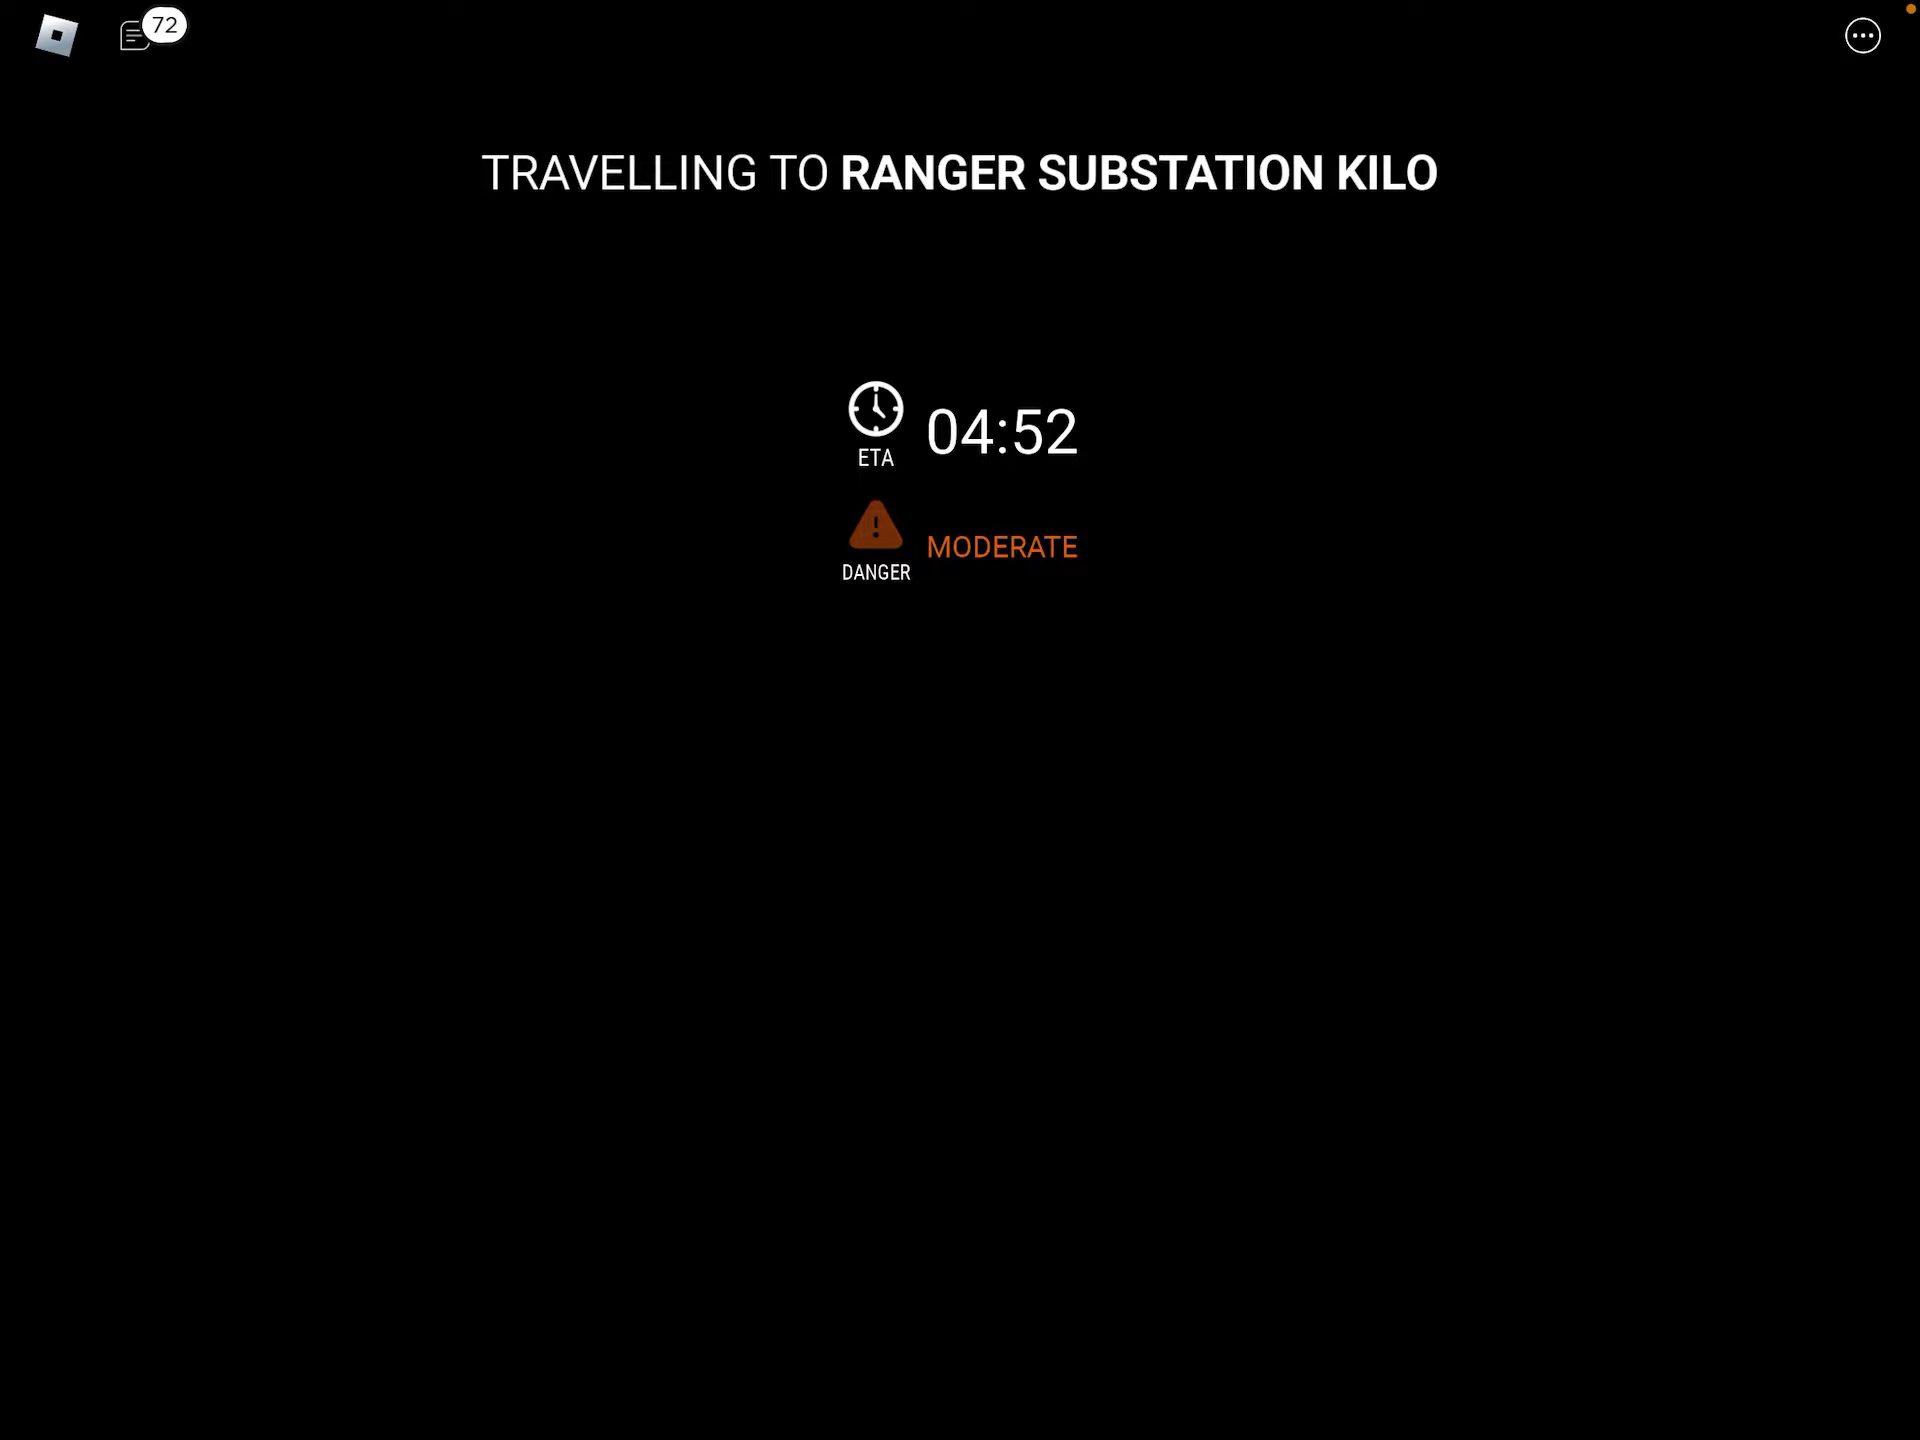 72
TRAVELLING TO RANGER SUBSTATION KILO
04:52
ETA
MODERATE
DANGER